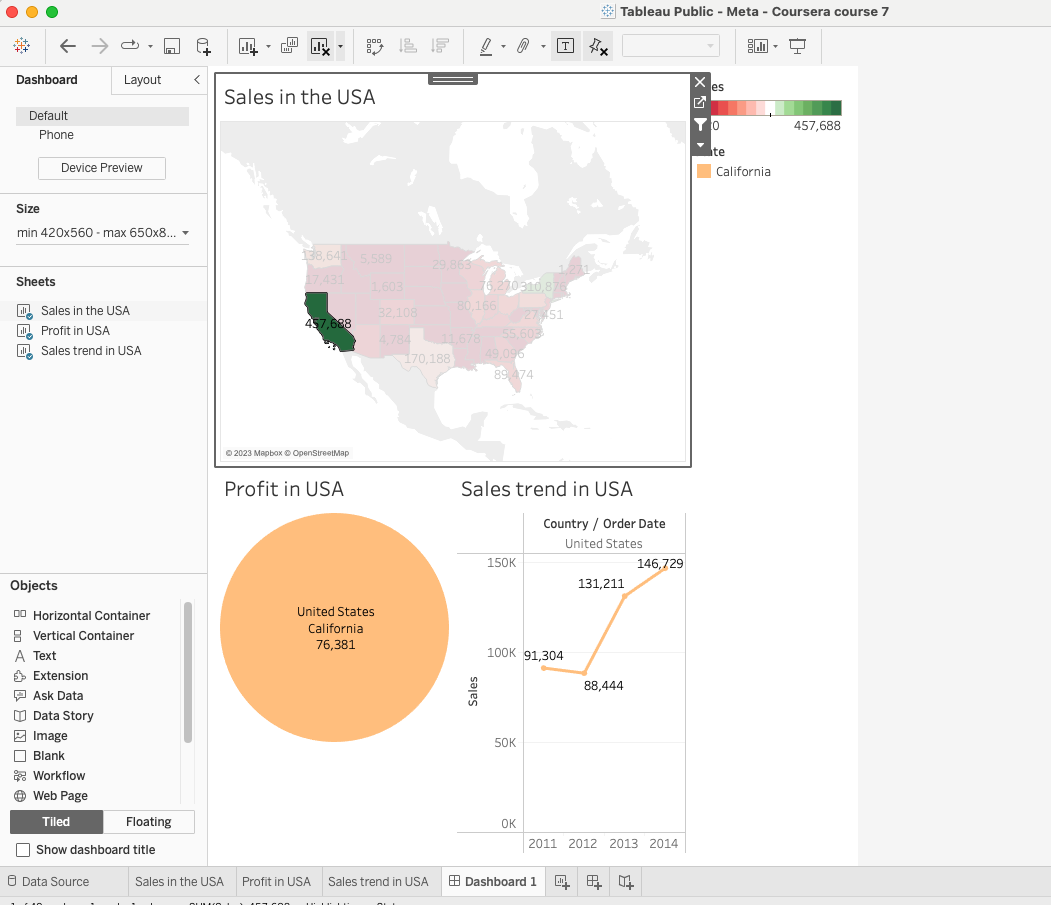 Tableau Public - Meta - Coursera course 7
Dashboard
Layout
Default
Phone
Device Preview
Size
min 420x560 - max 650x8...
Sheets
Sales in the USA
Profit in USA
Sales trend in USA
Objects
Horizontal Container
Vertical Container
Text
Extension
Ask Data
Data Story
Image
Blank
Workflow
Web Page
Tiled
Floating
Show dashboard title
Sales in the USA
138,641
5,589
29,863
1,271
17,431
1,603
76,270
310,876
457,688
32,108
80,166
27,451
4,784
11,678
55,603
170,188
49,096
89,474
© 2023 Mapbox © OpenStreetMap
457,688
California
Profit in USA
United States
California
76,381
Sales trend in USA
Country / Order Date
United States
Sales
150K
100K
50K
0K
146,729
131,211
91,304
88,444
2011 2012 2013 2014
Data Source
Sales in the USA
Profit in USA
Sales trend in USA
Dashboard 1